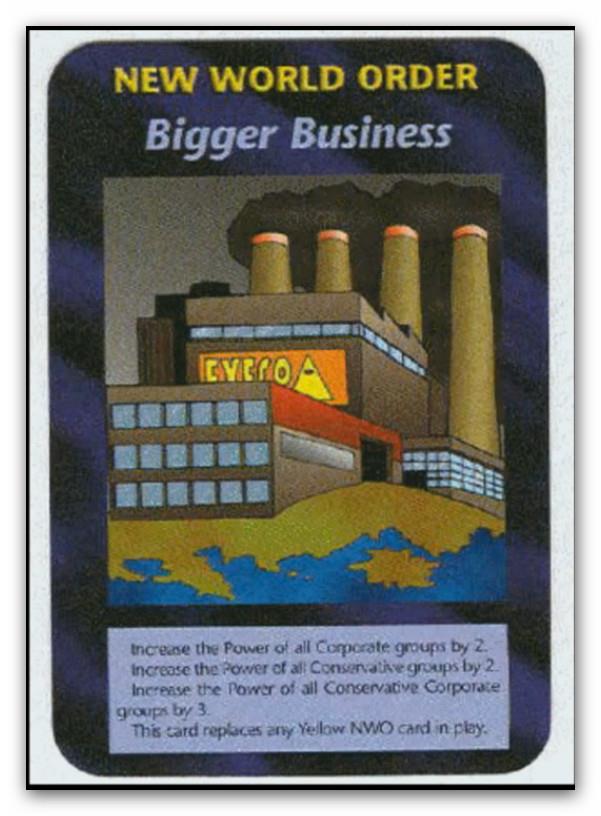 NEW WORLD ORDER
Bigger Business
EYECO
Increase the Power of all Corporate groups by 2.
Increase the Power of all Conservative groups by 2.
Increase the Power of all Conservative Corporate
groups by 3.
This card replaces any Yellow NWO card in play.